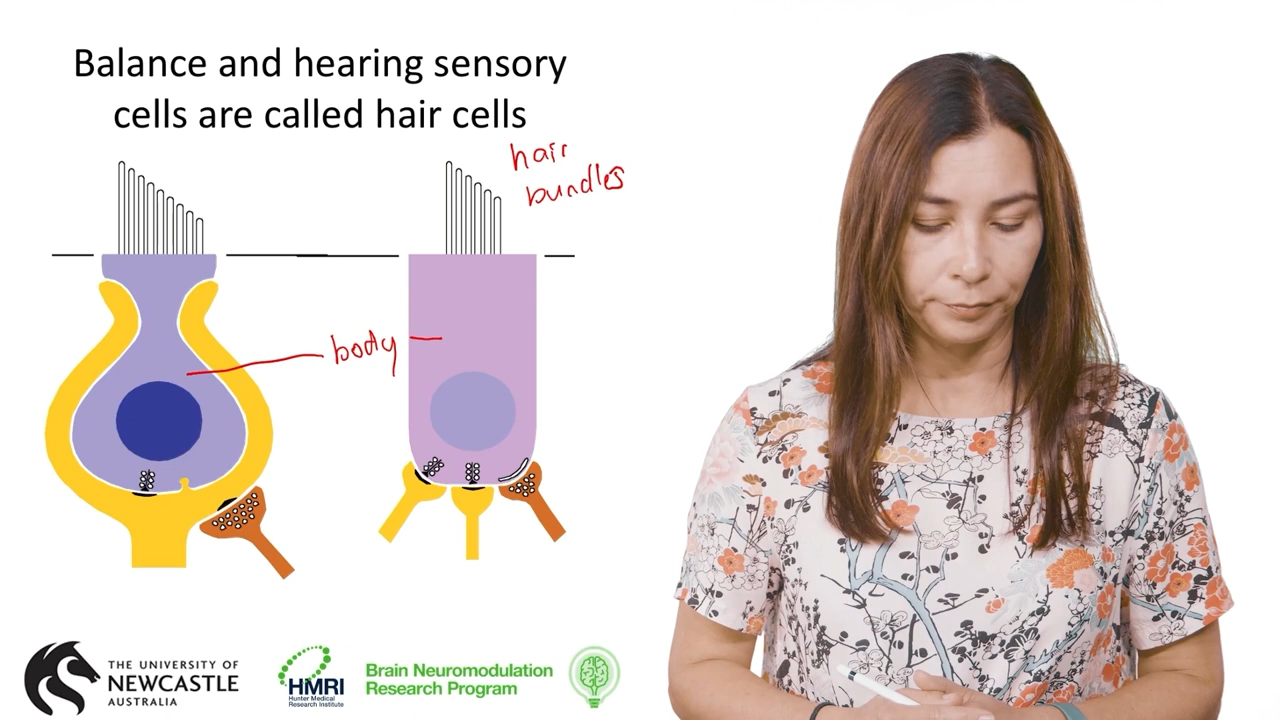 Balance and hearing sensory
cells are called hair cells
hair
bundles
body
THE UNIVERSITY OF
NEWCASTLE
AUSTRALIA
HMRI
Hunter Medical
Research Institute
Brain Neuromodulation
Research Program